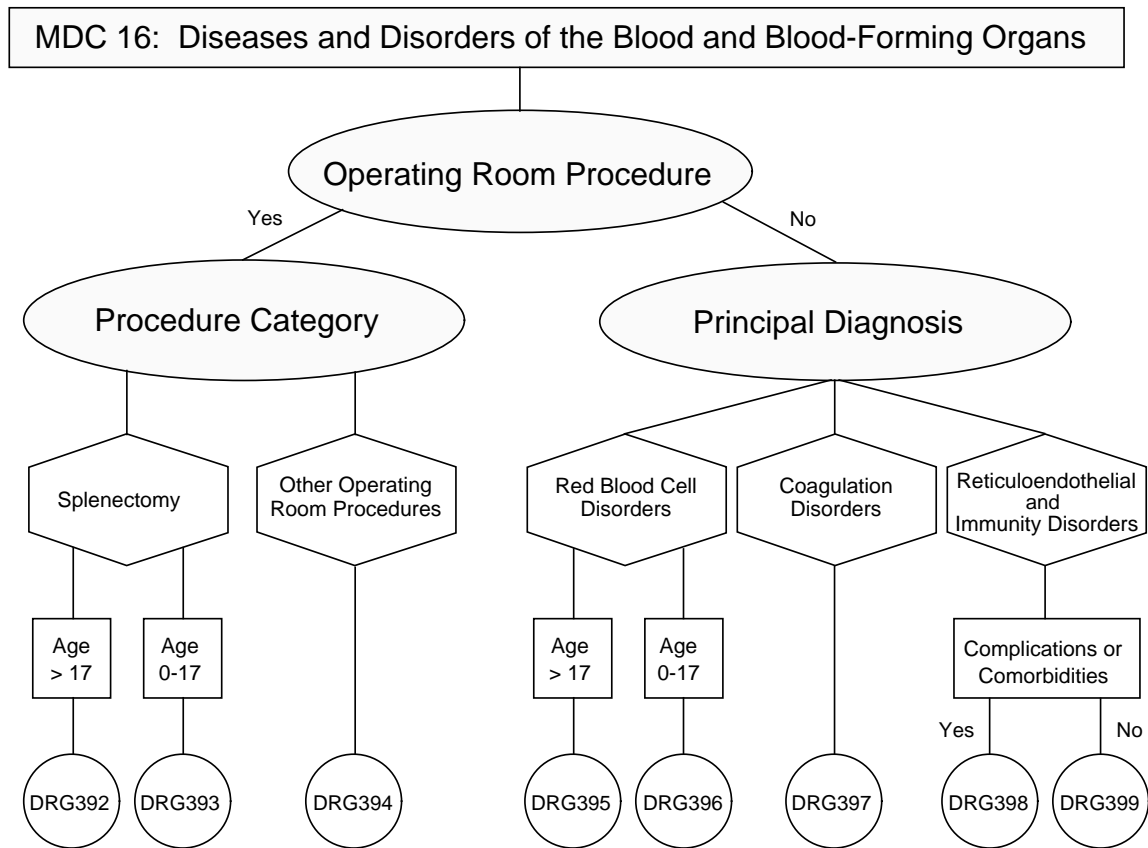 MDC 16: Diseases and Disorders of the Blood and Blood-Forming Organs
Operating Room Procedure
Yes
No
Procedure Category
Principal Diagnosis
Splenectomy
Other Operating
Room Procedures
Red Blood Cell
Disorders
Coagulation
Disorders
Reticuloendothelial
and
Immunity Disorders
Age
> 17
Age
0-17
Age
> 17
Age
0-17
Complications or
Comorbidities
Yes
No
DRG392
DRG393
DRG394
DRG395
DRG396
DRG397
DRG398
DRG399